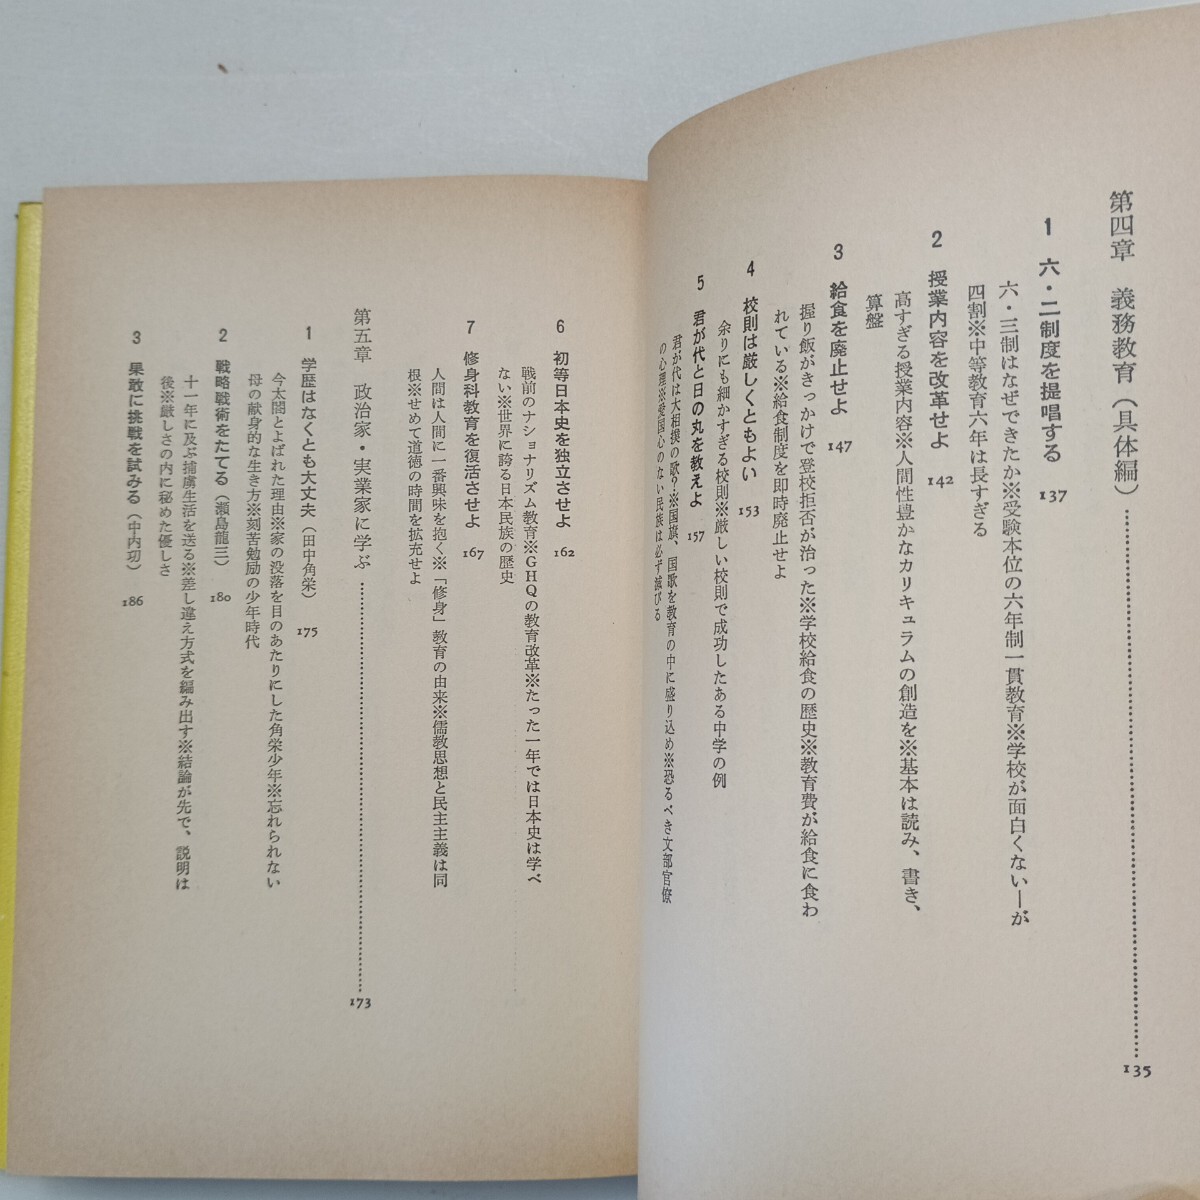 第四章 義務教育（具体編）……………………………135
1 六・二制度を提唱する 137
六・三制はなぜできたか※受験本位の六年制一貫教育※学校が面白くない―が
四割※中等教育六年は長すぎる
2 授業内容を改革せよ 142
高すぎる授業内容※人間性豊かなカリキュラムの創造を※基本は読み、書き、
算盤
3 給食を廃止せよ 147
握り飯がきっかけで登校拒否が治った※学校給食の歴史※教育費が給食に食わ
れている※給食制度を即時廃止せよ
4 校則は厳しくともよい 153
余りにも細かすぎる校則※厳しい校則で成功したある中学の例
5 君が代と日の丸を教えよ 157
君が代は大相撲の歌？※国旗、国歌を教育の中に盛り込め※恐るべき文部官僚
の心理※愛国心のない民族は必ず滅びる
6 初等日本史を独立させよ 162
戦前のナショナリズム教育※GHQの教育改革※たった一年では日本史は学べ
ない※世界に誇る日本民族の歴史
7 修身科教育を復活させよ 167
人間は人間に一番興味を抱く※「修身」教育の由来※儒教思想と民主主義は同
根※せめて道徳の時間を拡充せよ
第五章 政治家・実業家に学ぶ……………………………173
1 学歴はなくとも大丈夫（田中角栄） 175
今太閤とよばれた理由※家の没落を目のあたりにした角栄少年※忘れられない
母の献身的な生き方※刻苦勉励の少年時代
2 戦略戦術をたてる（瀬島龍三） 180
十一年に及ぶ捕虜生活を送る※差し違え方式を編み出す※結論が先で、説明は
後※厳しさの内に秘めた優しさ
3 果敢に挑戦を試みる（中内㓛） 186